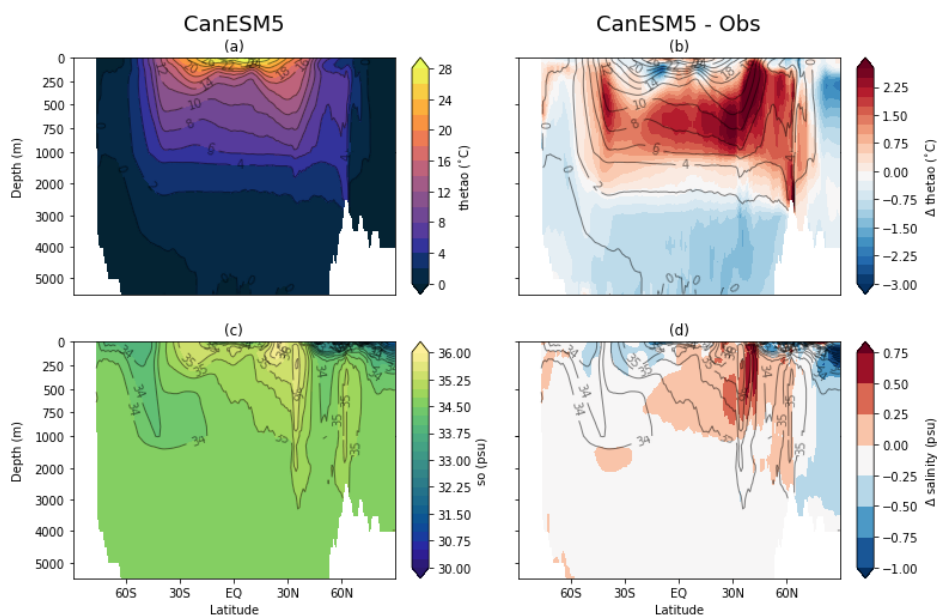 CanESM5
CanESM5 - Obs
(a)
(b)
0
250
500
750
1000
2000
3000
4000
5000
Depth (m)
28
24
20
16
12
8
4
0
thetao (˚C)
2.25
1.50
0.75
0.00
−0.75
−1.50
−2.25
−3.00
Δ thetao (˚C)
(c)
(d)
0
250
500
750
1000
2000
3000
4000
5000
Depth (m)
60S
30S
EQ
30N
60N
Latitude
36.00
35.25
34.50
33.75
33.00
32.25
31.50
30.75
30.00
so (psu)
60S
30S
EQ
30N
60N
Latitude
0.75
0.50
0.25
0.00
−0.25
−0.50
−0.75
−1.00
Δ salinity (psu)